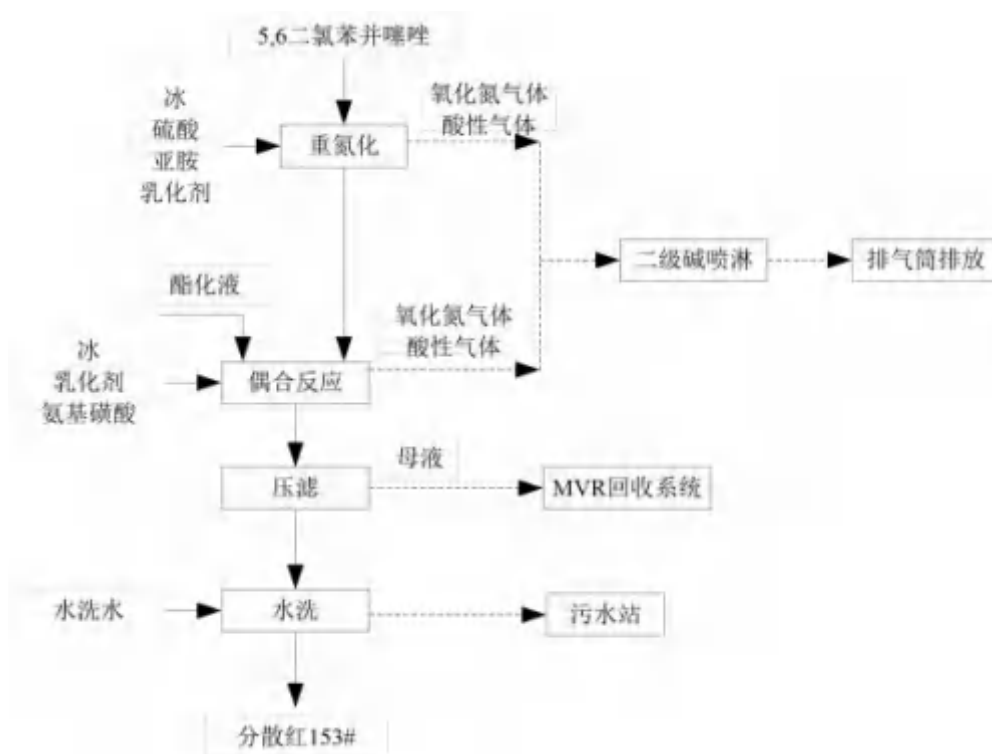 5,6二氯苯并噻唑
冰
硫酸
亚胺
乳化剂
重氮化
氧化氮气体
酸性气体
二级碱喷淋
排气筒排放
酯化液
氧化氮气体
酸性气体
冰
乳化剂
氨基磺酸
偶合反应
压滤
母液
MVR回收系统
水洗水
水洗
污水站
分散红153#